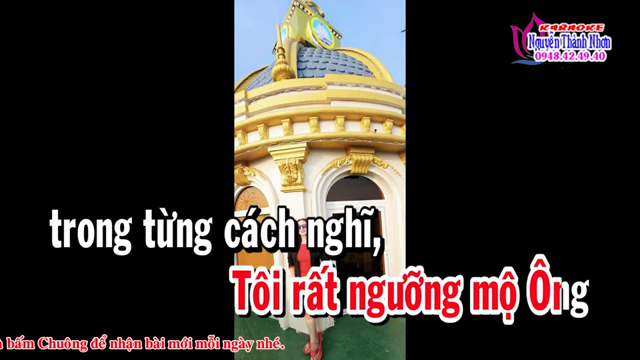 KARAOKE
Nguyễn Thành Nhơn
0948.42.49.40
trong từng cách nghĩ,
Tôi rất ngưỡng mộ Ông
bấm Chuộng để nhận bài mới mỗi ngày nhé.